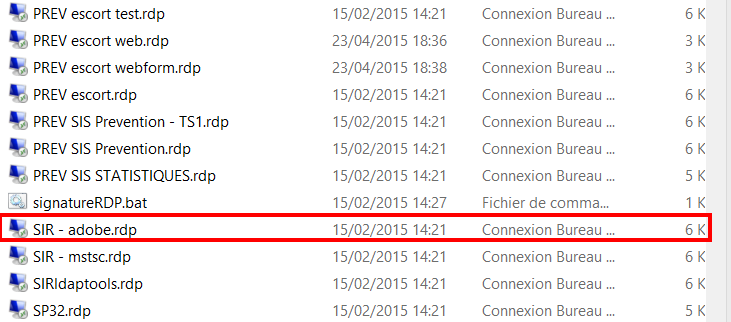 PREV escort test.rdp 15/02/2015 14:21 Connexion Bureau ... 6 K
PREV escort web.rdp 23/04/2015 18:36 Connexion Bureau ... 3 K
PREV escort webform.rdp 23/04/2015 18:38 Connexion Bureau ... 3 K
PREV escort.rdp 15/02/2015 14:21 Connexion Bureau ... 6 K
PREV SIS Prevention - TS1.rdp 15/02/2015 14:21 Connexion Bureau ... 6 K
PREV SIS Prevention.rdp 15/02/2015 14:21 Connexion Bureau ... 6 K
PREV SIS STATISTIQUES.rdp 15/02/2015 14:21 Connexion Bureau ... 5 K
signatureRDP.bat 15/02/2015 14:27 Fichier de comma... 1 K
SIR - adobe.rdp 15/02/2015 14:21 Connexion Bureau ... 6 K
SIR - mstsc.rdp 15/02/2015 14:21 Connexion Bureau ... 6 K
SIRldaptools.rdp 15/02/2015 14:21 Connexion Bureau ... 6 K
SP32.rdp 15/02/2015 14:21 Connexion Bureau ... 5 K